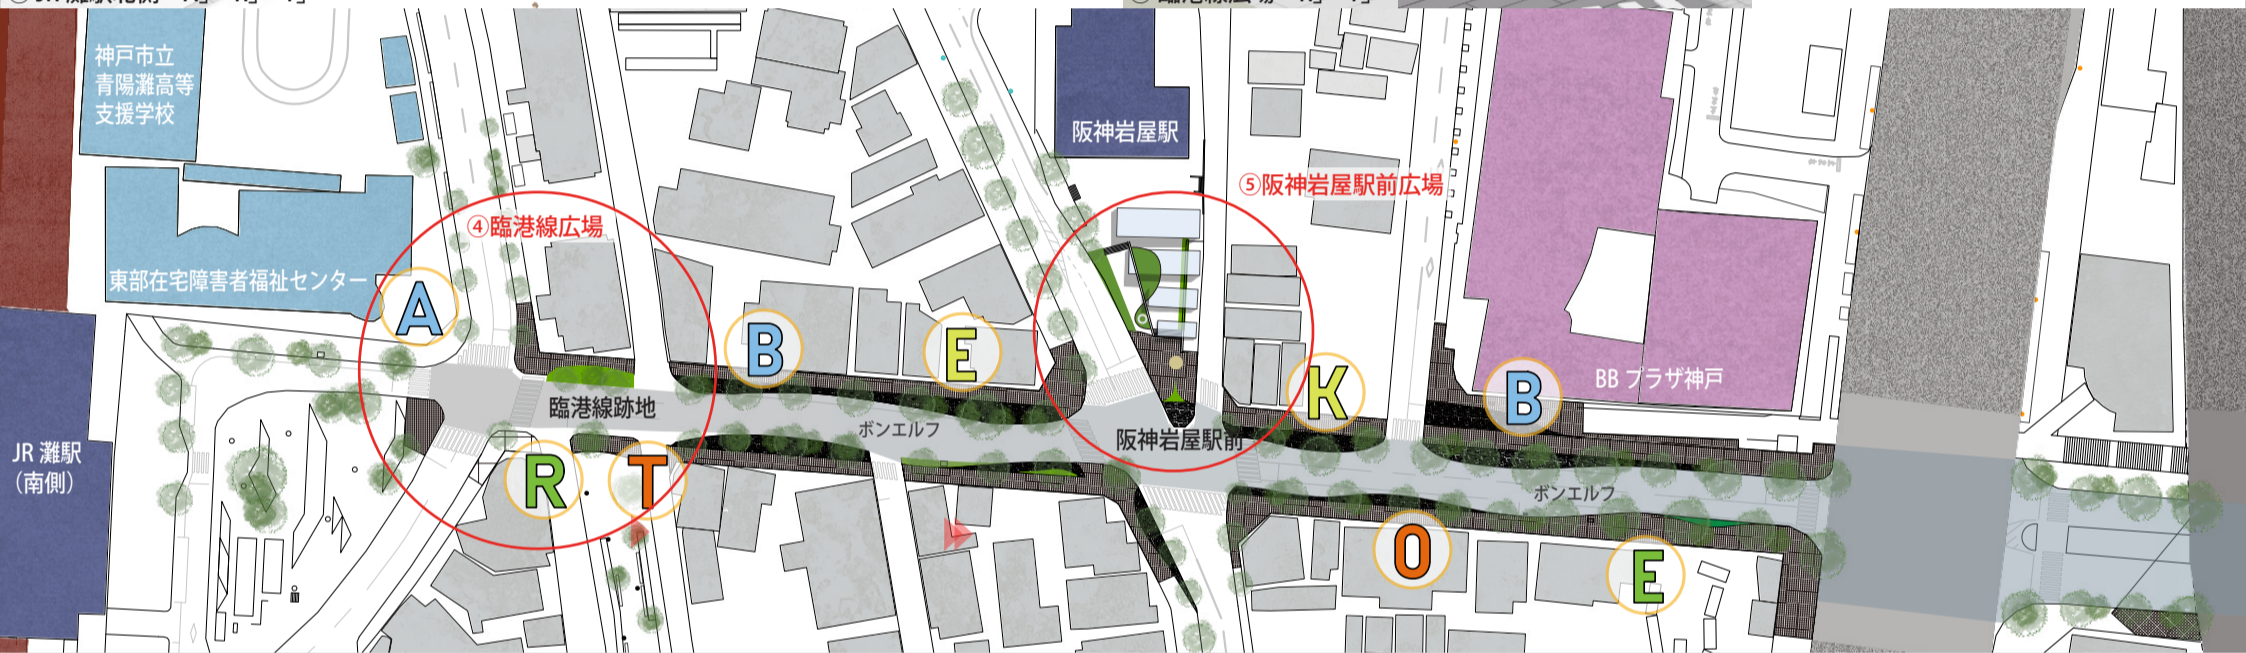 神戸市立
青陽灘高等
支援学校
阪神岩屋駅
⑤阪神岩屋駅前広場
④臨港線広場
東部在宅障害者福祉センター
A
B
E
K
B
BB プラザ神戸
臨港線跡地
ボンエルフ
阪神岩屋駅前
JR 灘駅
（南側）
R
T
ボンエルフ
O
E